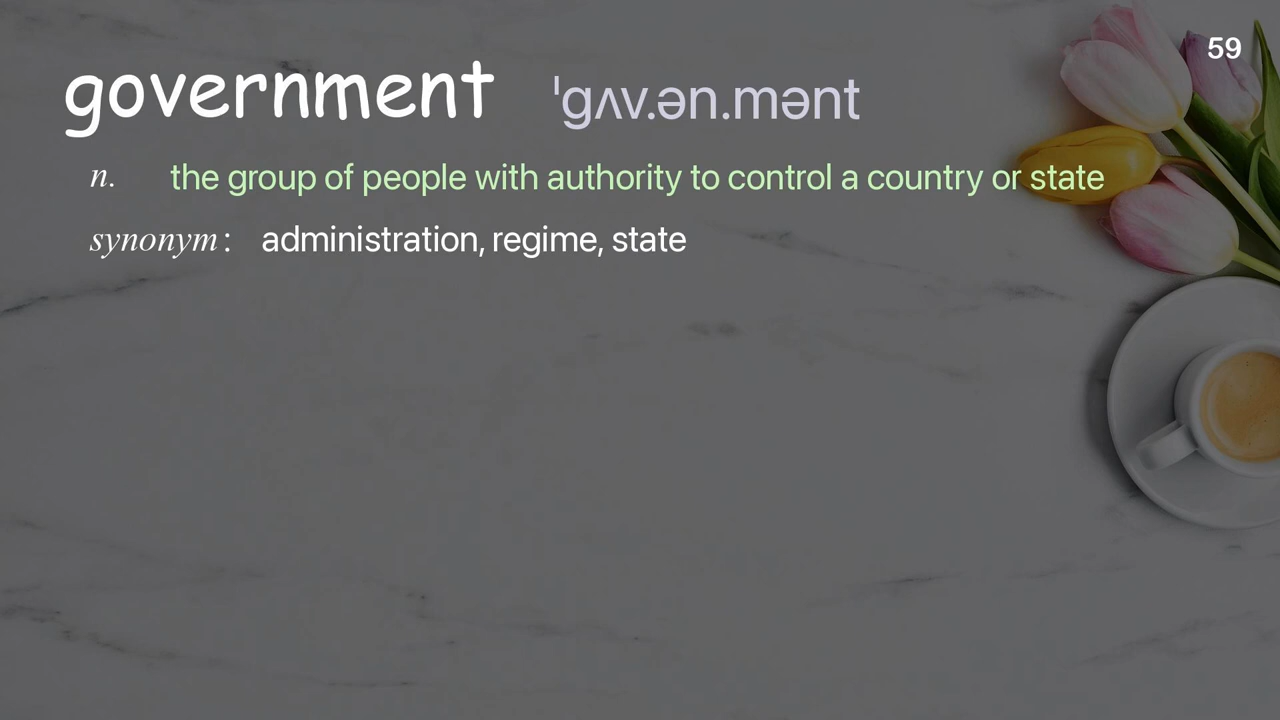 59
government ˈgʌv.ən.mənt
n. the group of people with authority to control a country or state
synonym: administration, regime, state